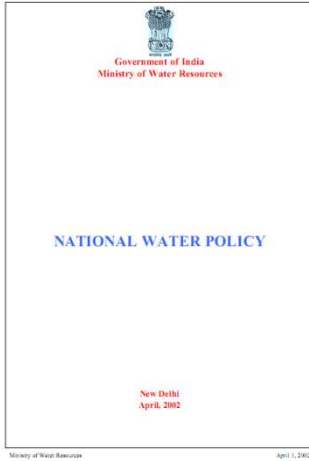 Government of India
Ministry of Water Resources
NATIONAL WATER POLICY
New Delhi
April, 2002
Ministry of Water Resources
April 1, 2002